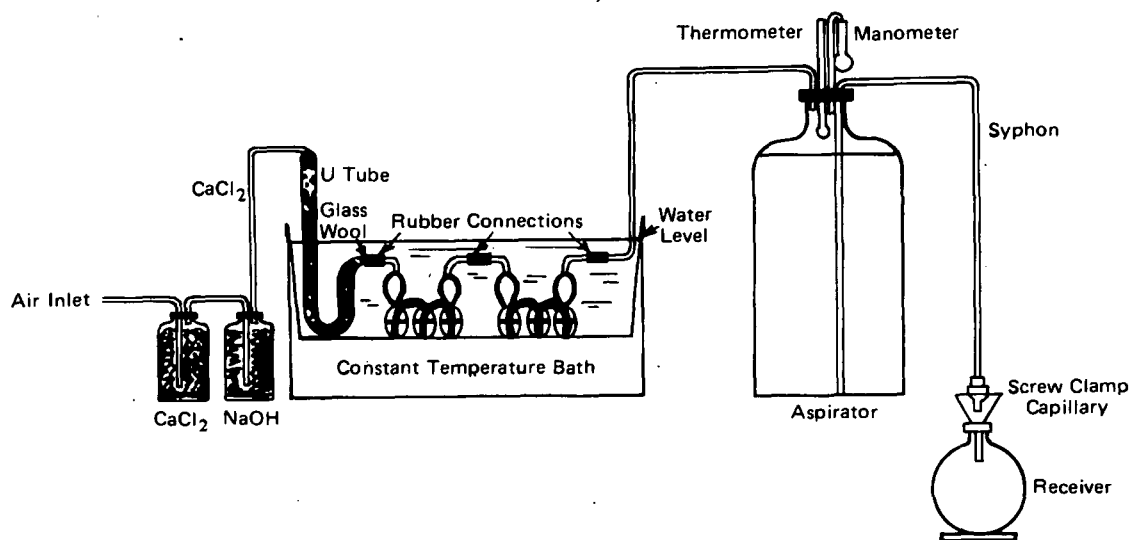 Thermometer
Manometer
Syphon
CaCl₂
U Tube
Glass
Wool
Rubber Connections
Water
Level
Air Inlet
Constant Temperature Bath
CaCl₂
NaOH
Aspirator
Screw Clamp
Capillary
Receiver